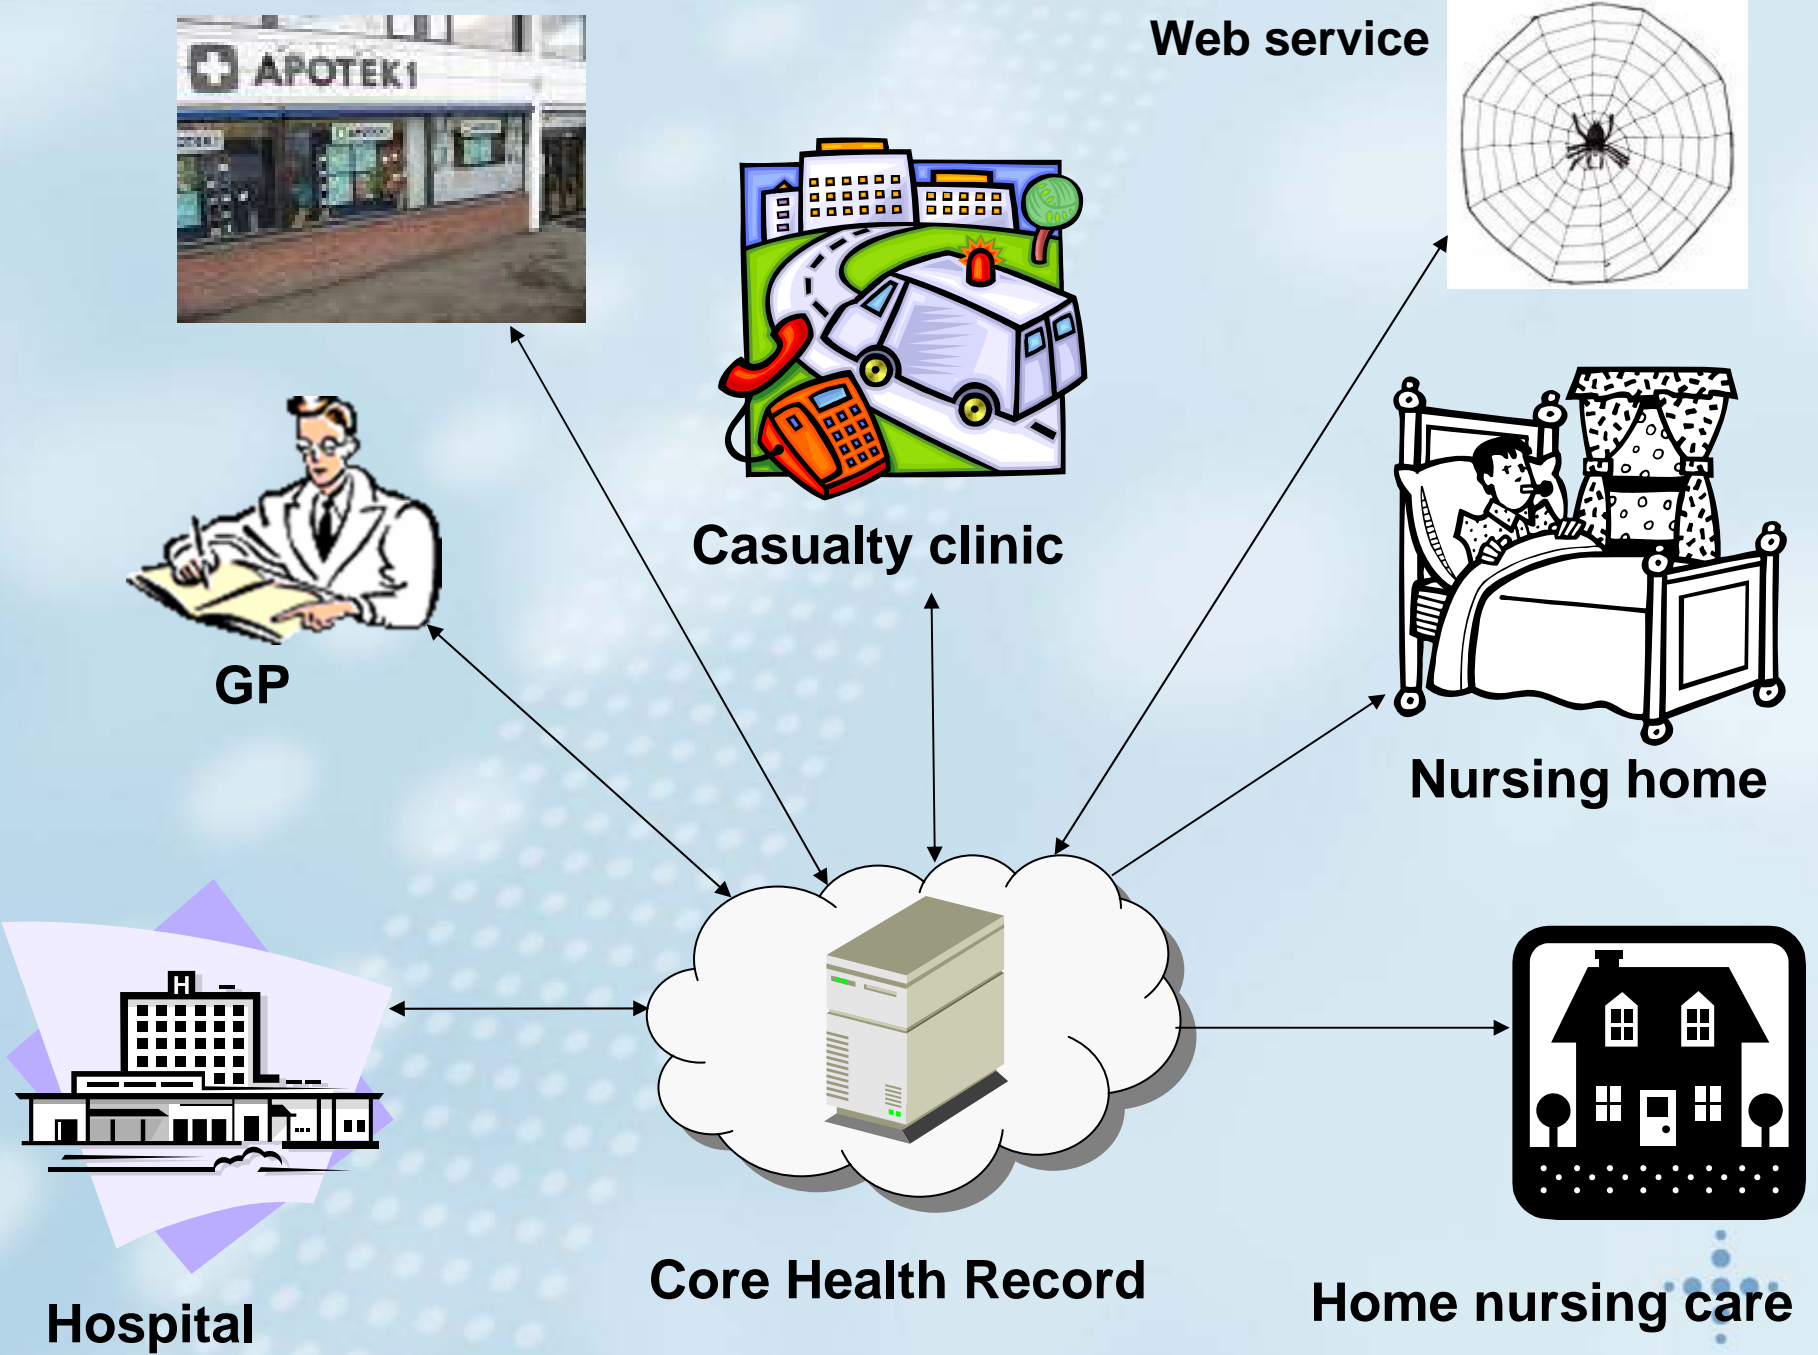 APOTEK1
Web service
Casualty clinic
GP
Nursing home
H
Core Health Record
Home nursing care
Hospital